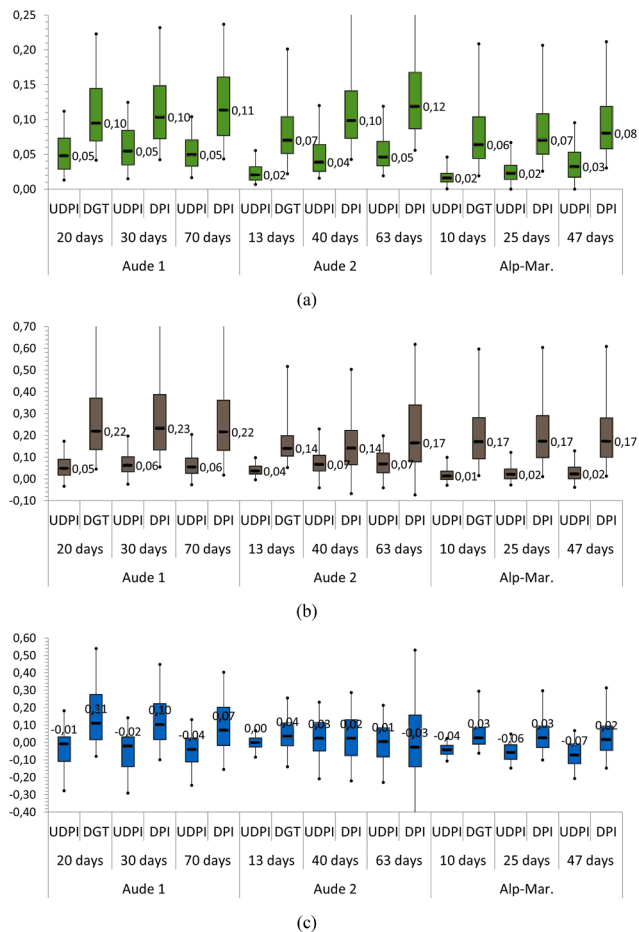 0,25
0,20
0,15
0,10
0,05
0,00
0,05 0,10 0,05 0,10 0,05 0,11 0,02 0,07 0,04 0,10 0,05 0,12 0,02 0,06 0,02 0,07 0,03 0,08
UDPI DGT UDPI DPI UDPI DPI UDPI DGT UDPI DPI UDPI DPI UDPI DGT UDPI DPI UDPI DPI
20 days 30 days 70 days 13 days 40 days 63 days 10 days 25 days 47 days
Aude 1 Aude 2 Alp-Mar.
(a)
0,70
0,60
0,50
0,40
0,30
0,20
0,10
0,00
-0,10
0,05 0,22 0,06 0,23 0,06 0,22 0,04 0,14 0,07 0,14 0,07 0,17 0,01 0,17 0,02 0,17 0,02 0,17
UDPI DGT UDPI DPI UDPI DPI UDPI DGT UDPI DPI UDPI DPI UDPI DGT UDPI DPI UDPI DPI
20 days 30 days 70 days 13 days 40 days 63 days 10 days 25 days 47 days
Aude 1 Aude 2 Alp-Mar.
(b)
0,60
0,50
0,40
0,30
0,20
0,10
0,00
-0,10
-0,20
-0,30
-0,40
-0,01 0,11 -0,02 0,10 -0,04 0,07 0,00 0,04 0,03 0,02 0,01 -0,03 -0,04 0,03 -0,06 0,03 -0,07 0,02
UDPI DGT UDPI DPI UDPI DPI UDPI DGT UDPI DPI UDPI DPI UDPI DGT UDPI DPI UDPI DPI
20 days 30 days 70 days 13 days 40 days 63 days 10 days 25 days 47 days
Aude 1 Aude 2 Alp-Mar.
(c)